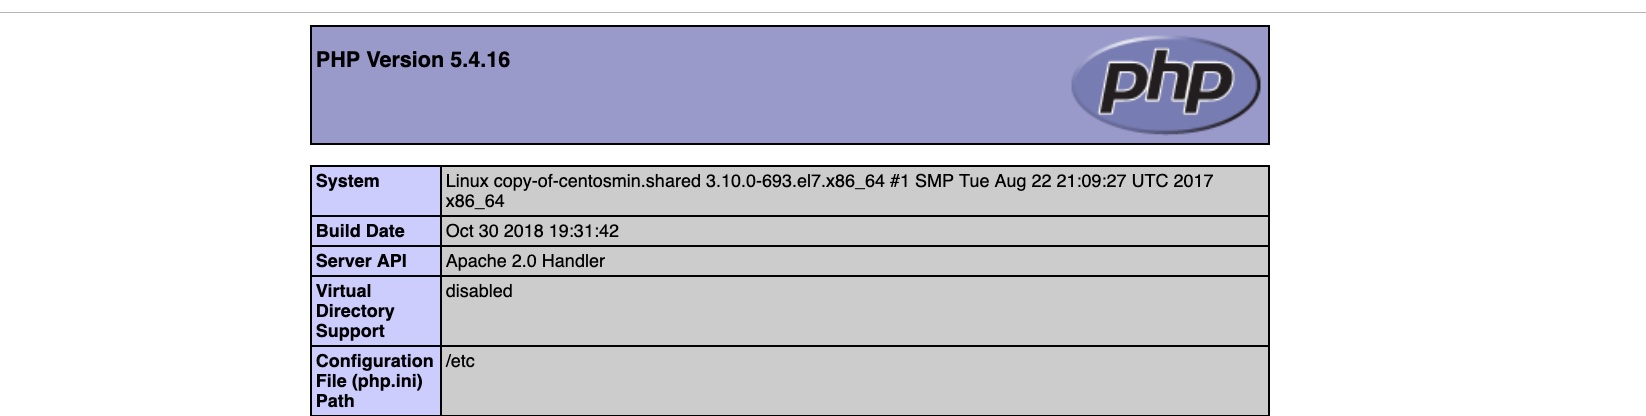 PHP Version 5.4.16
php
System
Linux copy-of-centosmin.shared 3.10.0-693.el7.x86_64 #1 SMP Tue Aug 22 21:09:27 UTC 2017
x86_64
Build Date
Oct 30 2018 19:31:42
Server API
Apache 2.0 Handler
Virtual
Directory
Support
disabled
Configuration
File (php.ini)
Path
/etc